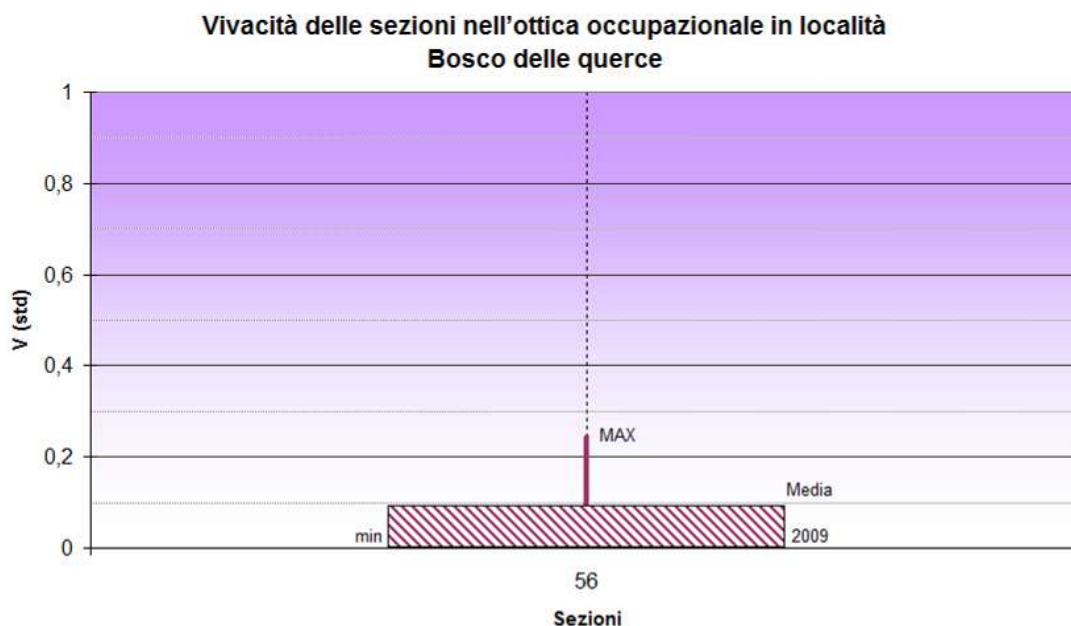 Vivacità delle sezioni nell'ottica occupazionale in località
Bosco delle querce
1
0,8
0,6
V (std)
0,4
MAX
0,2
Media
min
2009
0
56
Sezioni